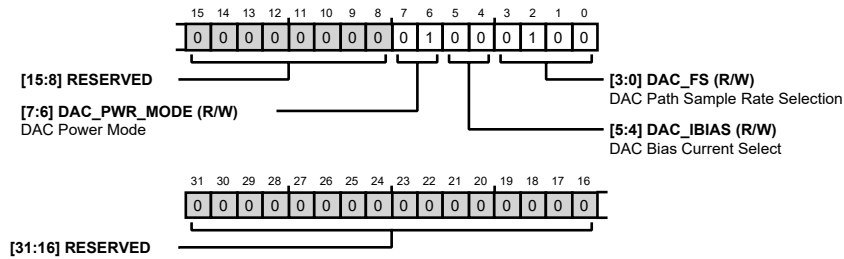 15 14 13 12 11 10 9 8 7 6 5 4 3 2 1 0
0 0 0 0 0 0 0 0 0 1 0 0 0 1 0 0
[15:8] RESERVED
[7:6] DAC_PWR_MODE (R/W)
DAC Power Mode
[3:0] DAC_FS (R/W)
DAC Path Sample Rate Selection
[5:4] DAC_IBIAS (R/W)
DAC Bias Current Select
31 30 29 28 27 26 25 24 23 22 21 20 19 18 17 16
0 0 0 0 0 0 0 0 0 0 0 0 0 0 0 0
[31:16] RESERVED